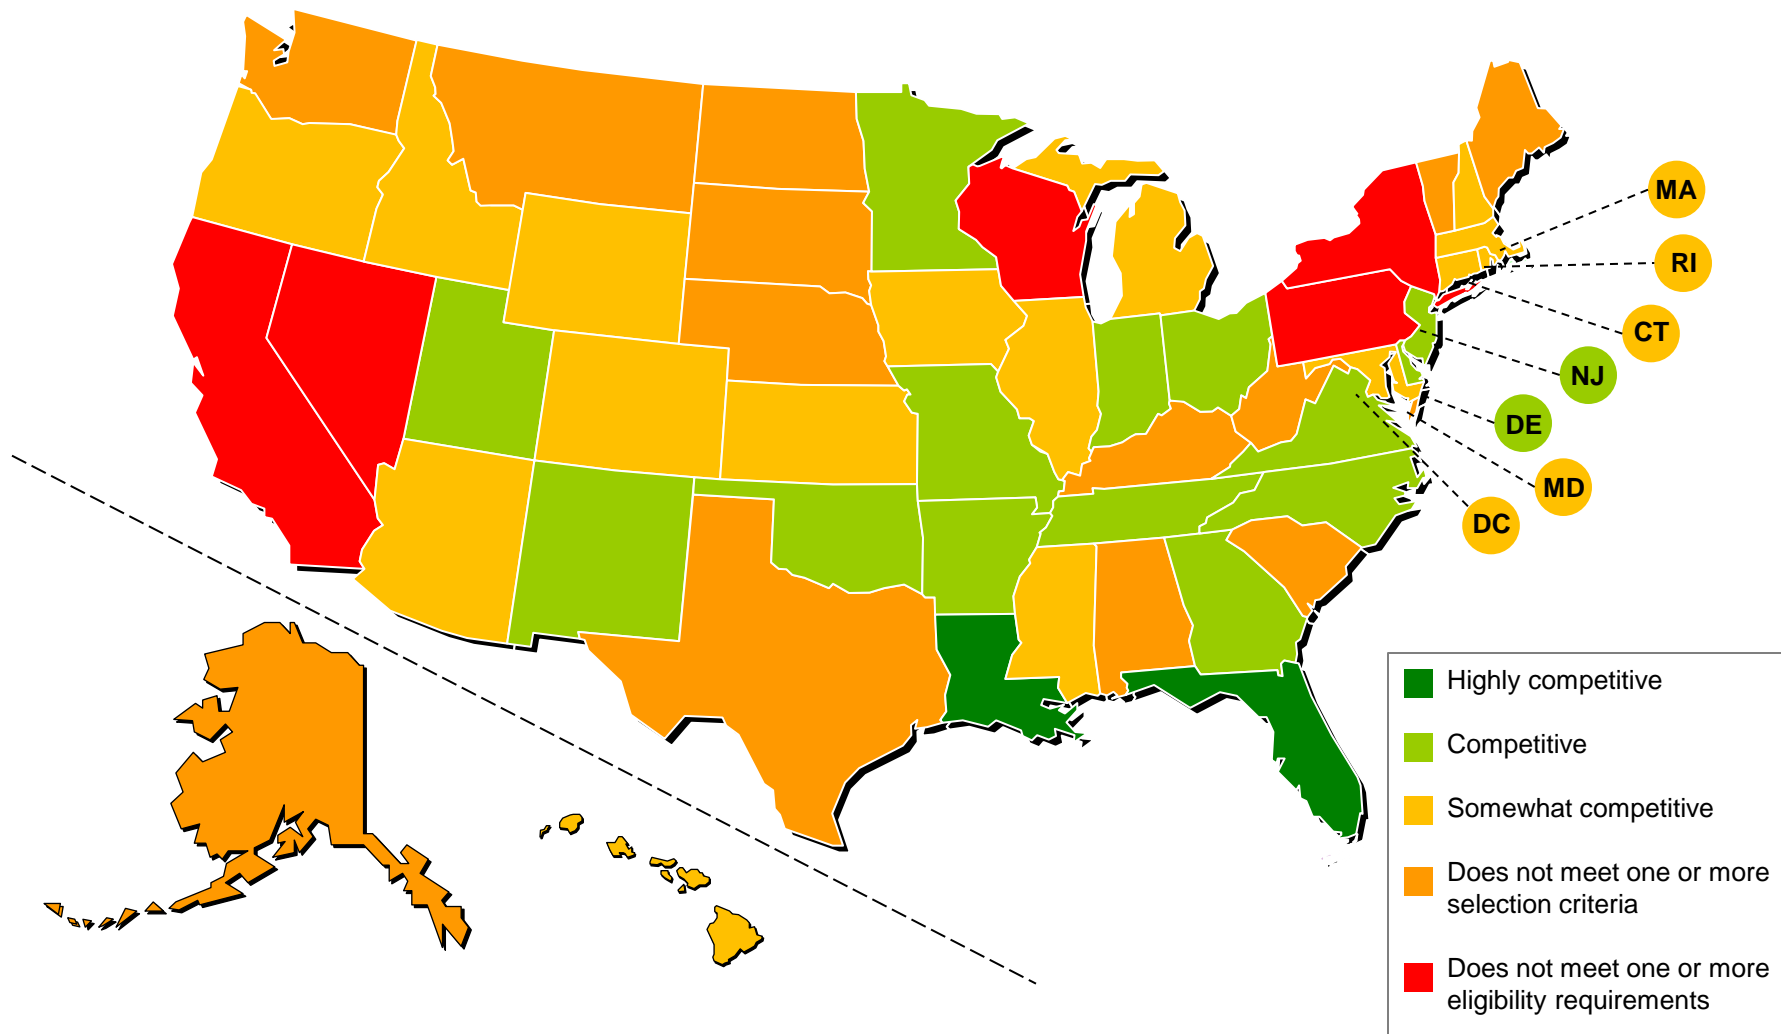 MA
RI
CT
NJ
DE
MD
DC
Highly competitive
Competitive
Somewhat competitive
Does not meet one or more
selection criteria
Does not meet one or more
eligibility requirements